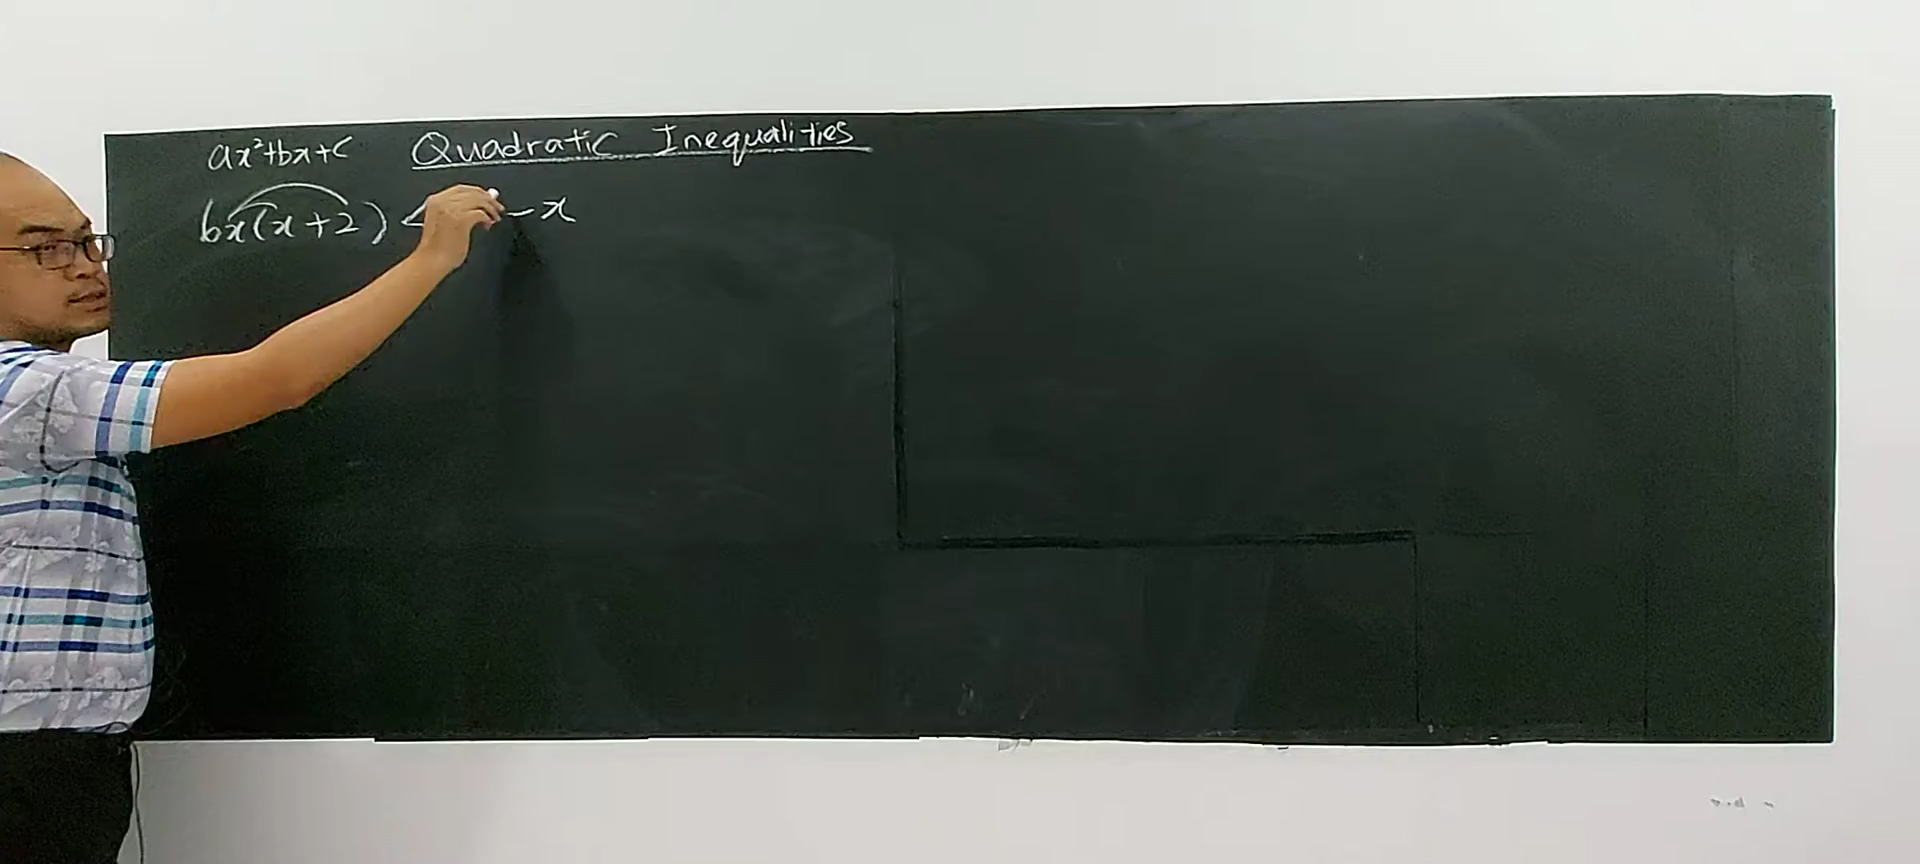 ax²+bx+c Quadratic Inequalities
6x(x+2) < -x